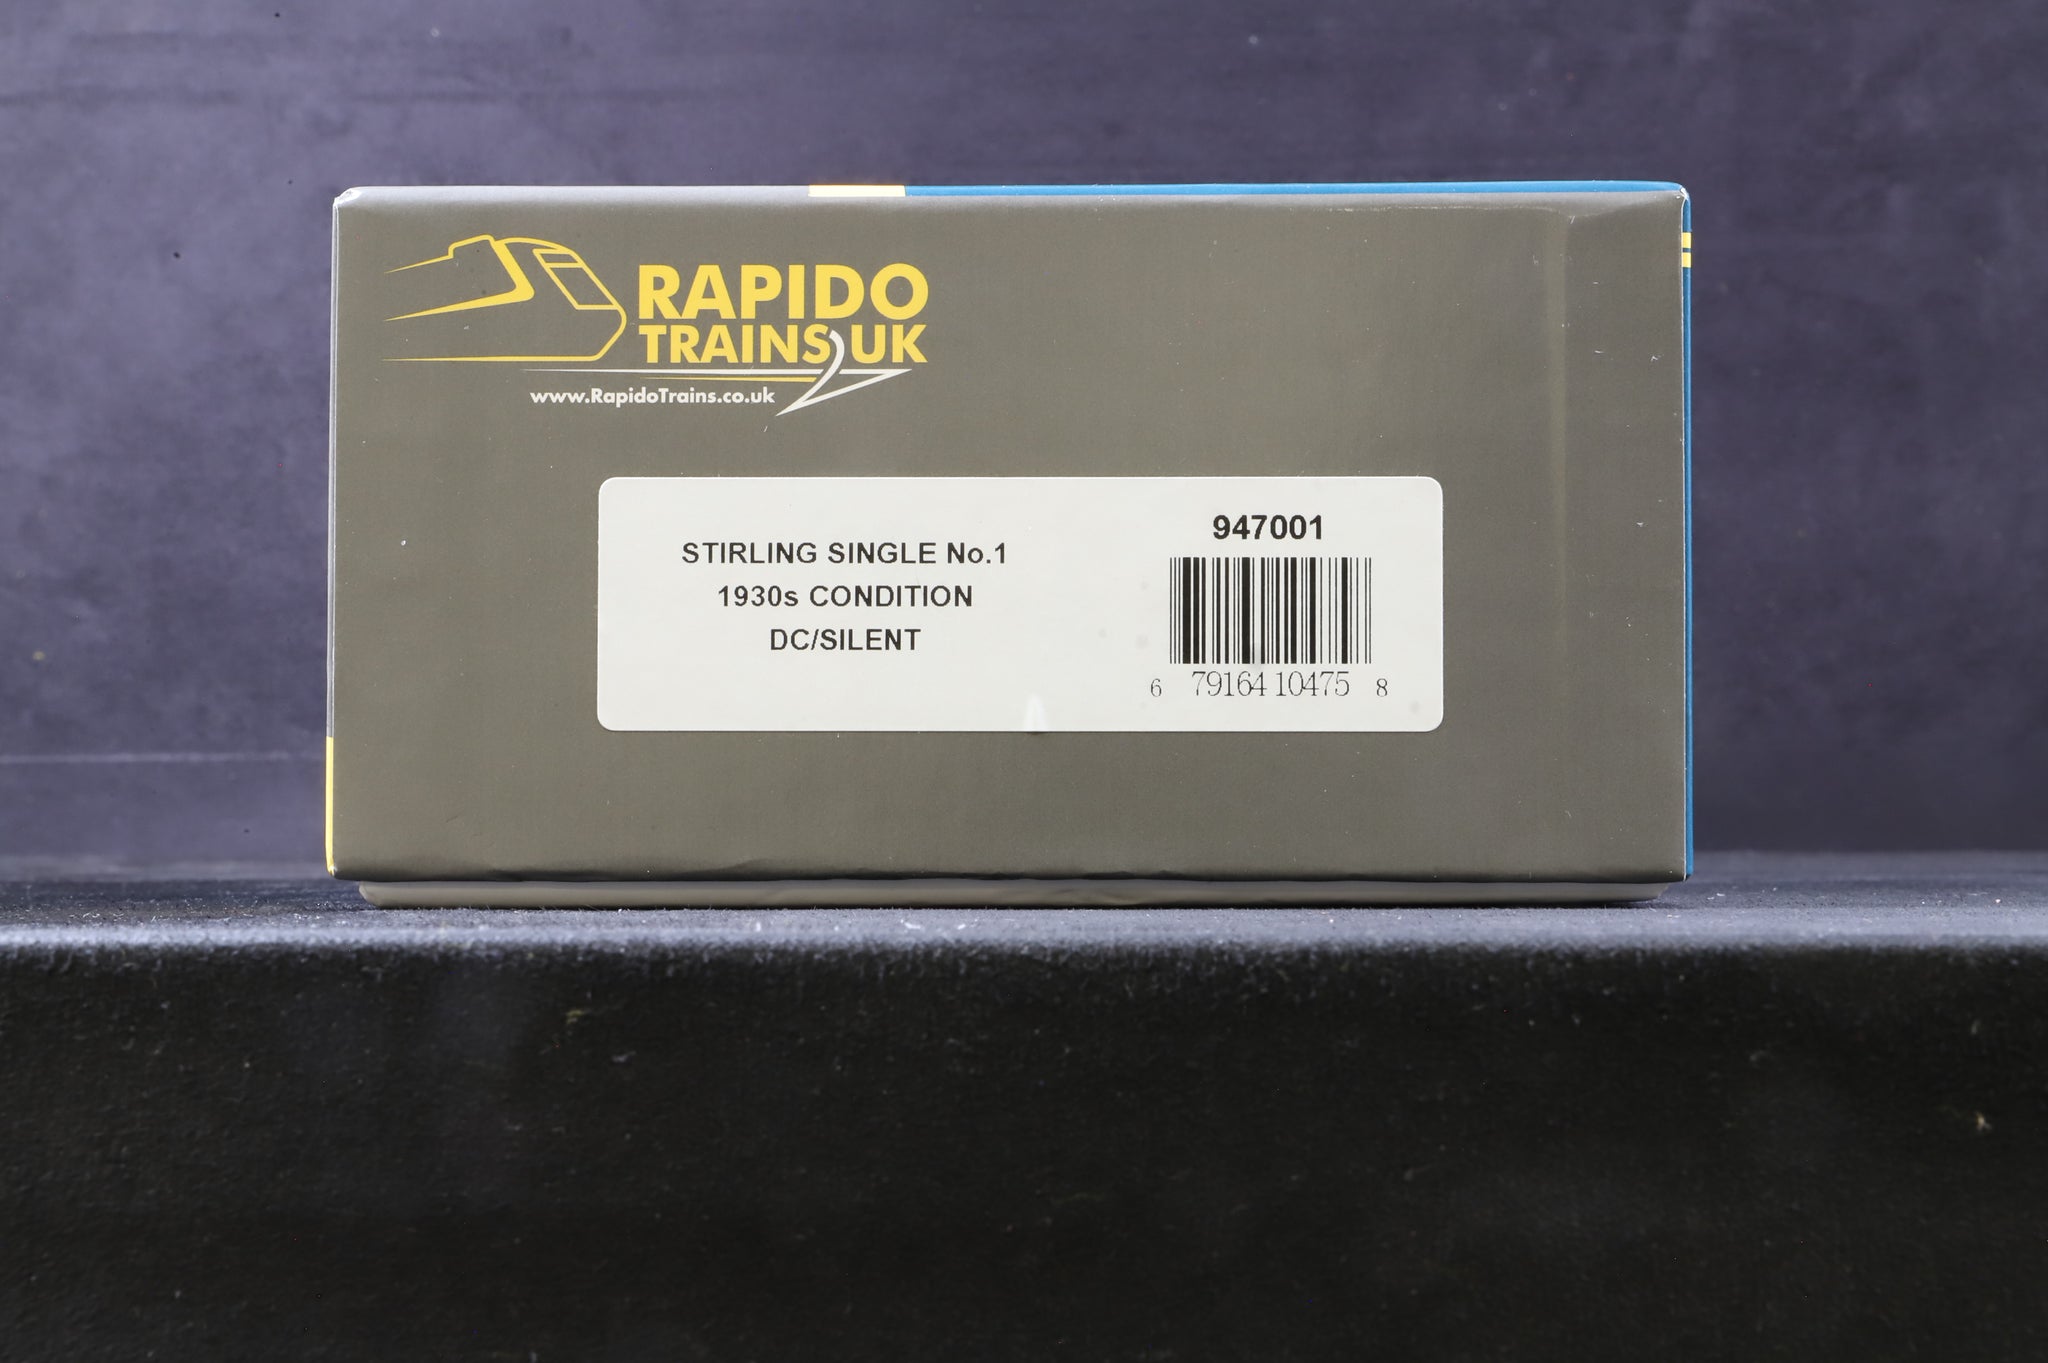 RAPIDO
TRAINS UK
www.RapidoTrains.co.uk
STIRLING SINGLE No.1
1930s CONDITION
DC/SILENT
947001
6 79164 10475 8